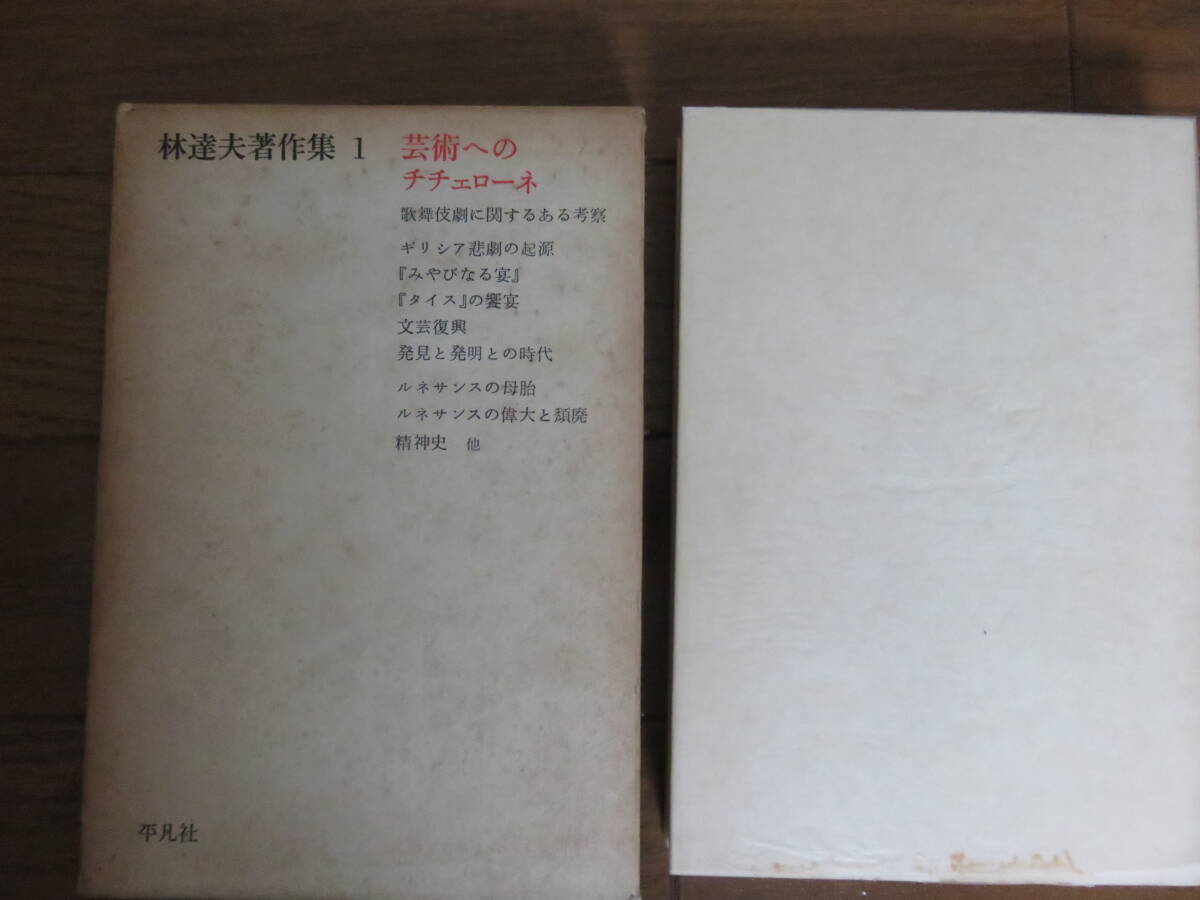 林達夫著作集 1
芸術への
チチェローネ
歌舞伎劇に関するある考察
ギリシア悲劇の起源
『みやびなる宴』
『タイス』の饗宴
文芸復興
発見と発明との時代
ルネサンスの母胎
ルネサンスの偉大と頽廃
精神史 他
平凡社